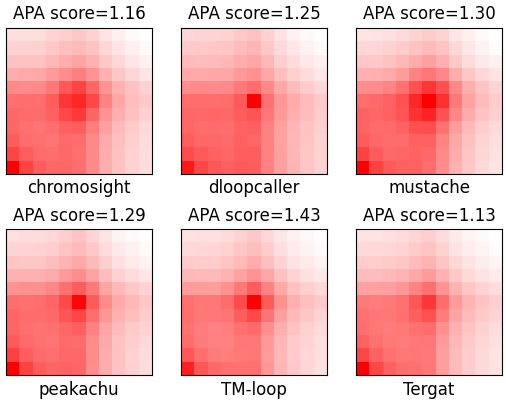 APA score=1.16 APA score=1.25 APA score=1.30
chromosight dloopcaller mustache
APA score=1.29 APA score=1.43 APA score=1.13
peakachu TM-loop Tergat